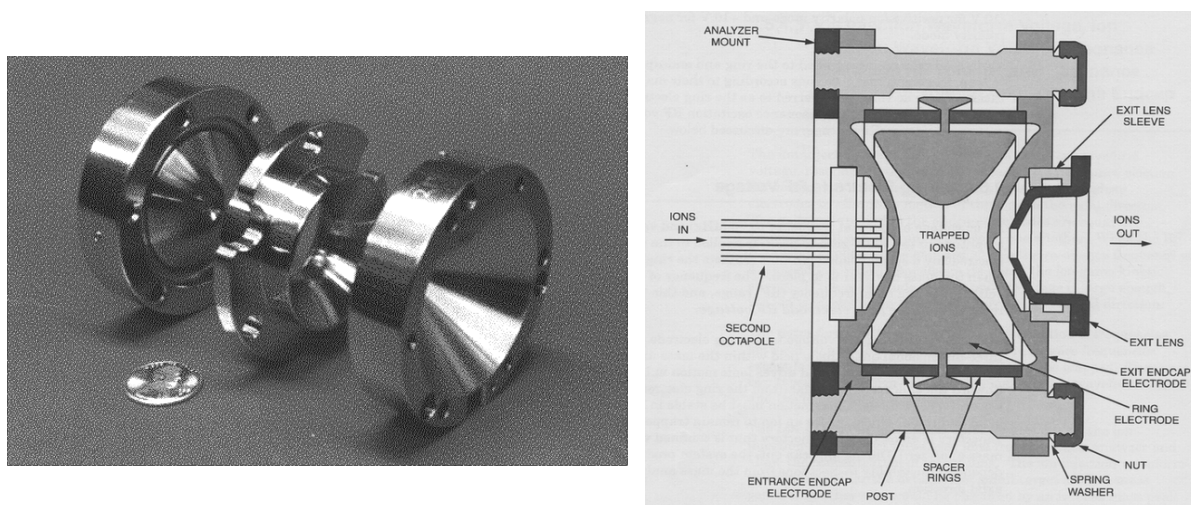 ANALYZER
MOUNT
EXIT LENS
SLEEVE
IONS
IN
TRAPPED
IONS
IONS
OUT
SECOND
OCTAPOLE
EXIT LENS
EXIT ENDCAP
ELECTRODE
RING
ELECTRODE
NUT
SPRING
WASHER
SPACER
RINGS
POST
ENTRANCE ENDCAP
ELECTRODE